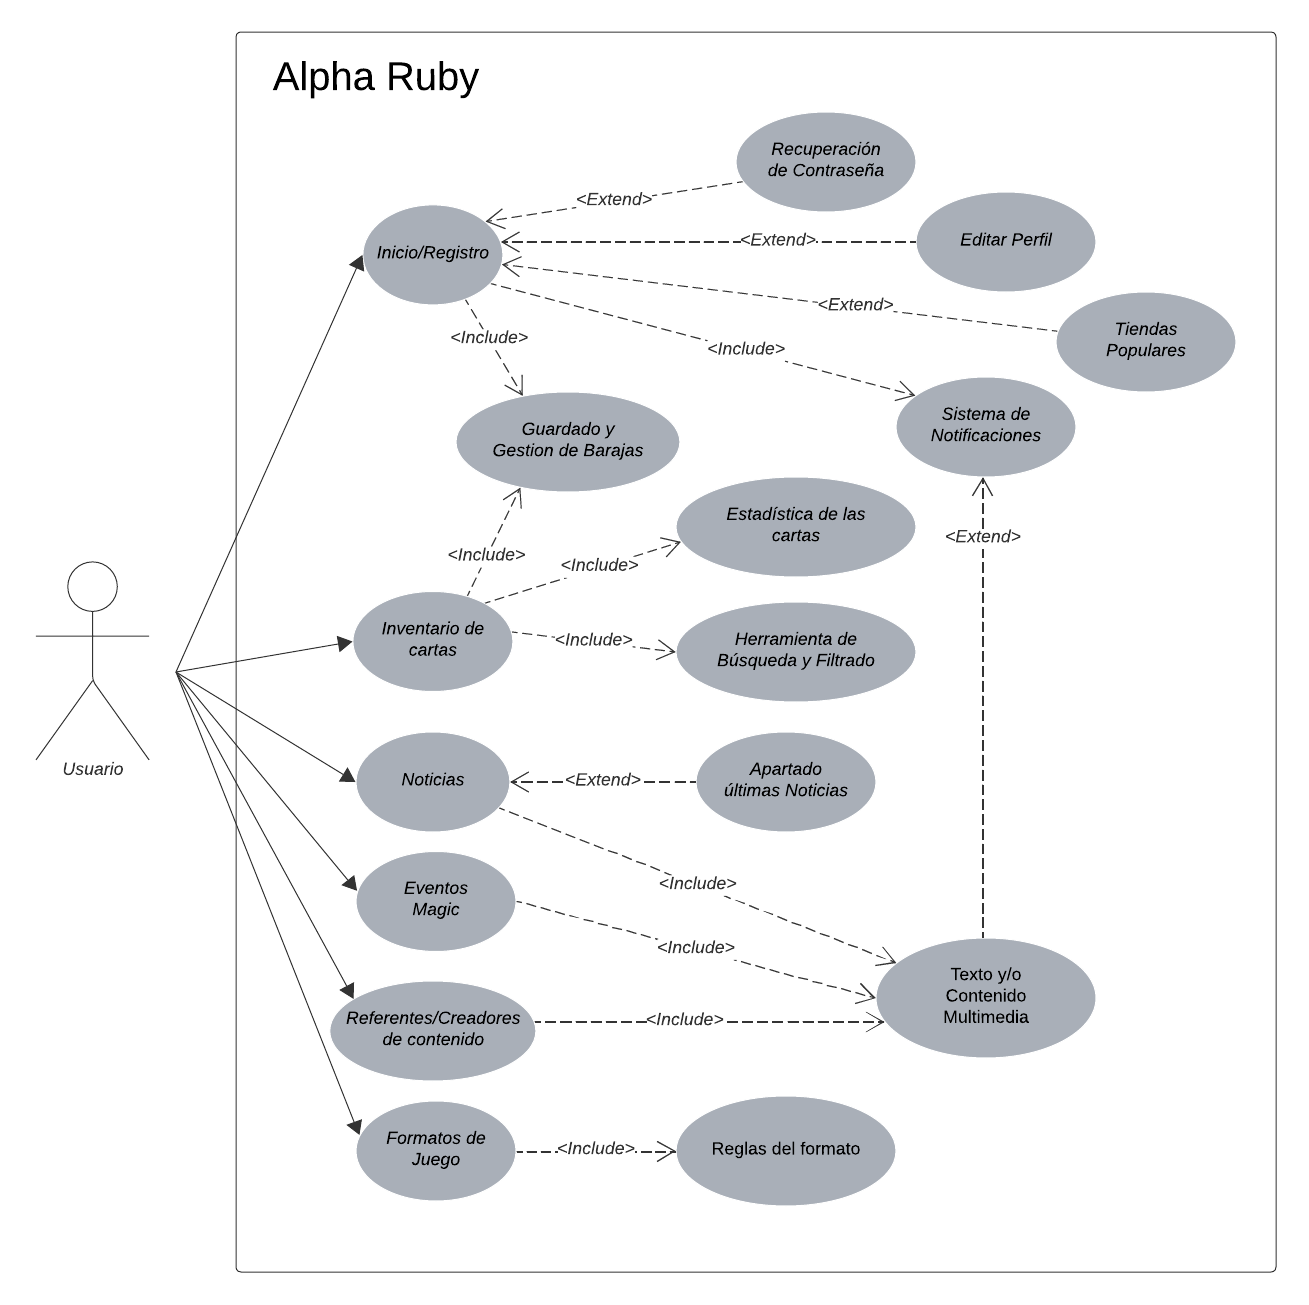 Alpha Ruby
Recuperación
de Contraseña
<Extend>
Editar Perfil
<Extend>
Inicio/Registro
<Extend>
Tiendas
Populares
<Include>
<Include>
Sistema de
Notificaciones
Guardado y
Gestion de Barajas
Estadística de las
cartas
<Extend>
<Include>
<Include>
Inventario de
cartas
<Include>
Herramienta de
Búsqueda y Filtrado
Usuario
Noticias
<Extend>
Apartado
últimas Noticias
<Include>
Eventos
Magic
<Include>
Texto y/o
Contenido
Multimedia
Referentes/Creadores
de contenido
<Include>
Formatos de
Juego
<Include>
Reglas del formato